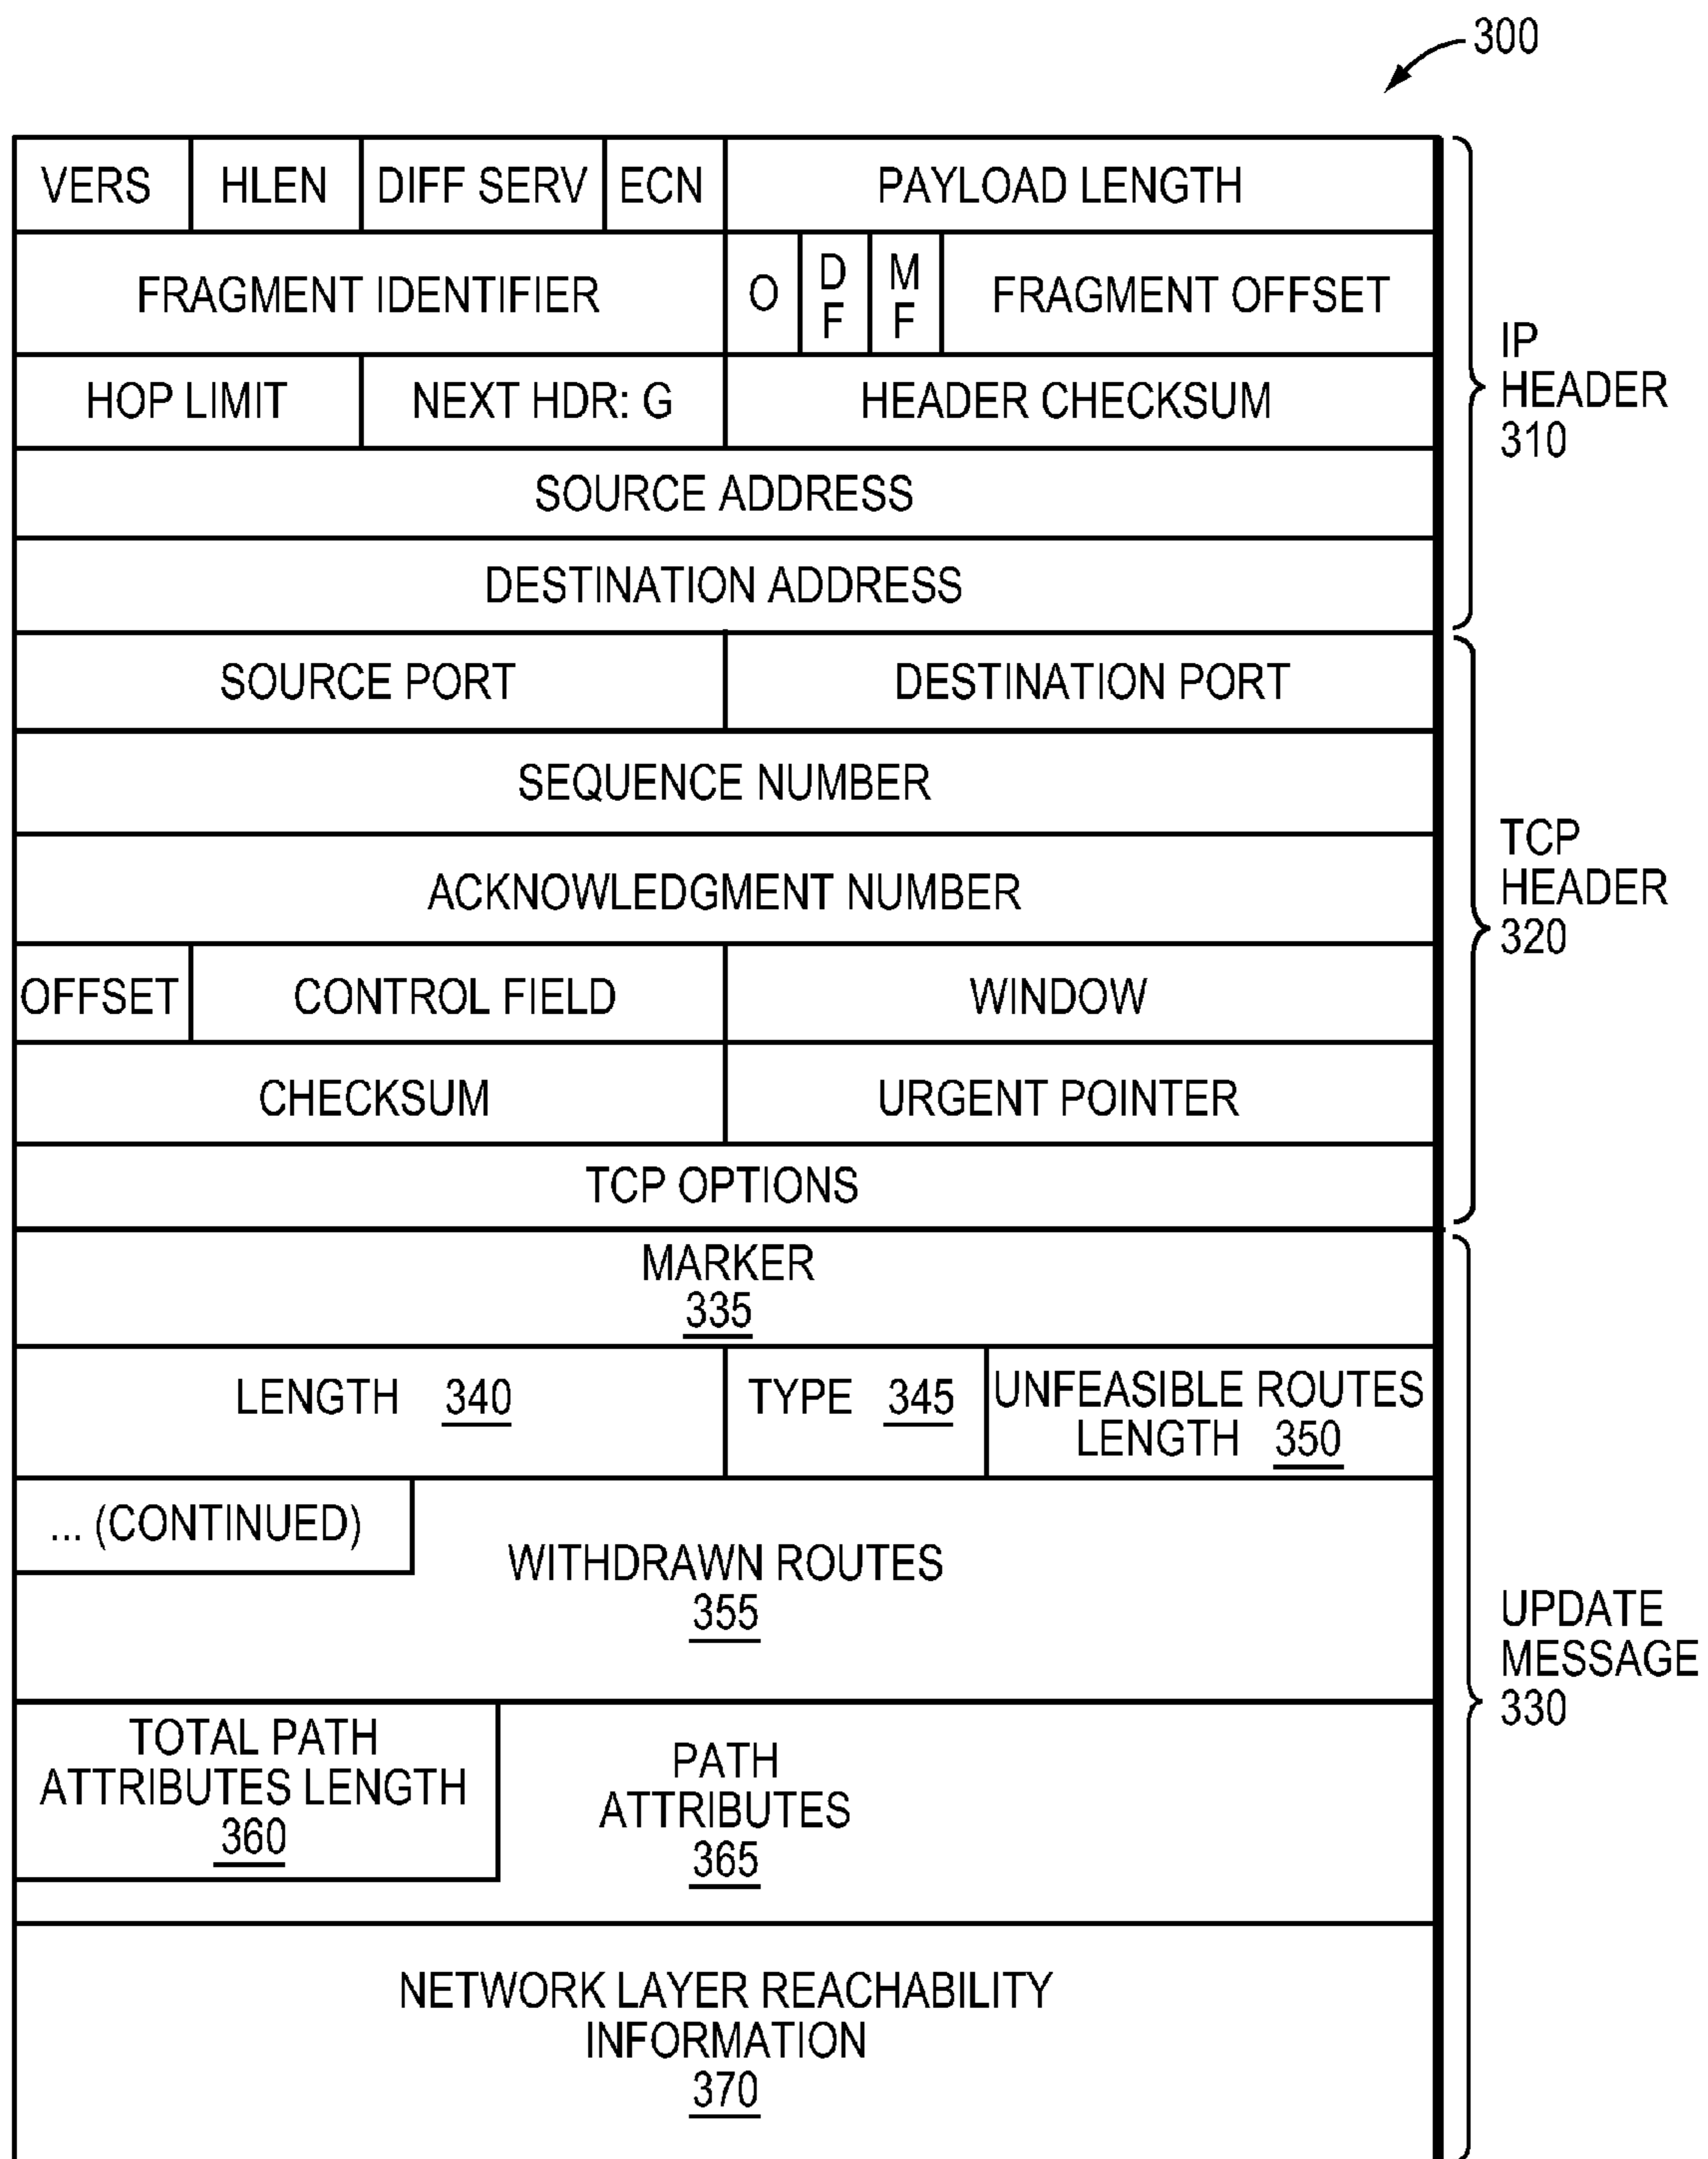 300
VERS HLEN DIFF SERV ECN PAYLOAD LENGTH
FRAGMENT IDENTIFIER O DF MF FRAGMENT OFFSET
HOP LIMIT NEXT HDR: G HEADER CHECKSUM
SOURCE ADDRESS
DESTINATION ADDRESS
IP
HEADER
310
SOURCE PORT DESTINATION PORT
SEQUENCE NUMBER
ACKNOWLEDGMENT NUMBER
OFFSET CONTROL FIELD WINDOW
CHECKSUM URGENT POINTER
TCP OPTIONS
TCP
HEADER
320
MARKER
335
LENGTH 340
TYPE 345
UNFEASIBLE ROUTES
LENGTH 350
... (CONTINUED)
WITHDRAWN ROUTES
355
TOTAL PATH
ATTRIBUTES LENGTH
360
PATH
ATTRIBUTES
365
NETWORK LAYER REACHABILITY
INFORMATION
370
UPDATE
MESSAGE
330